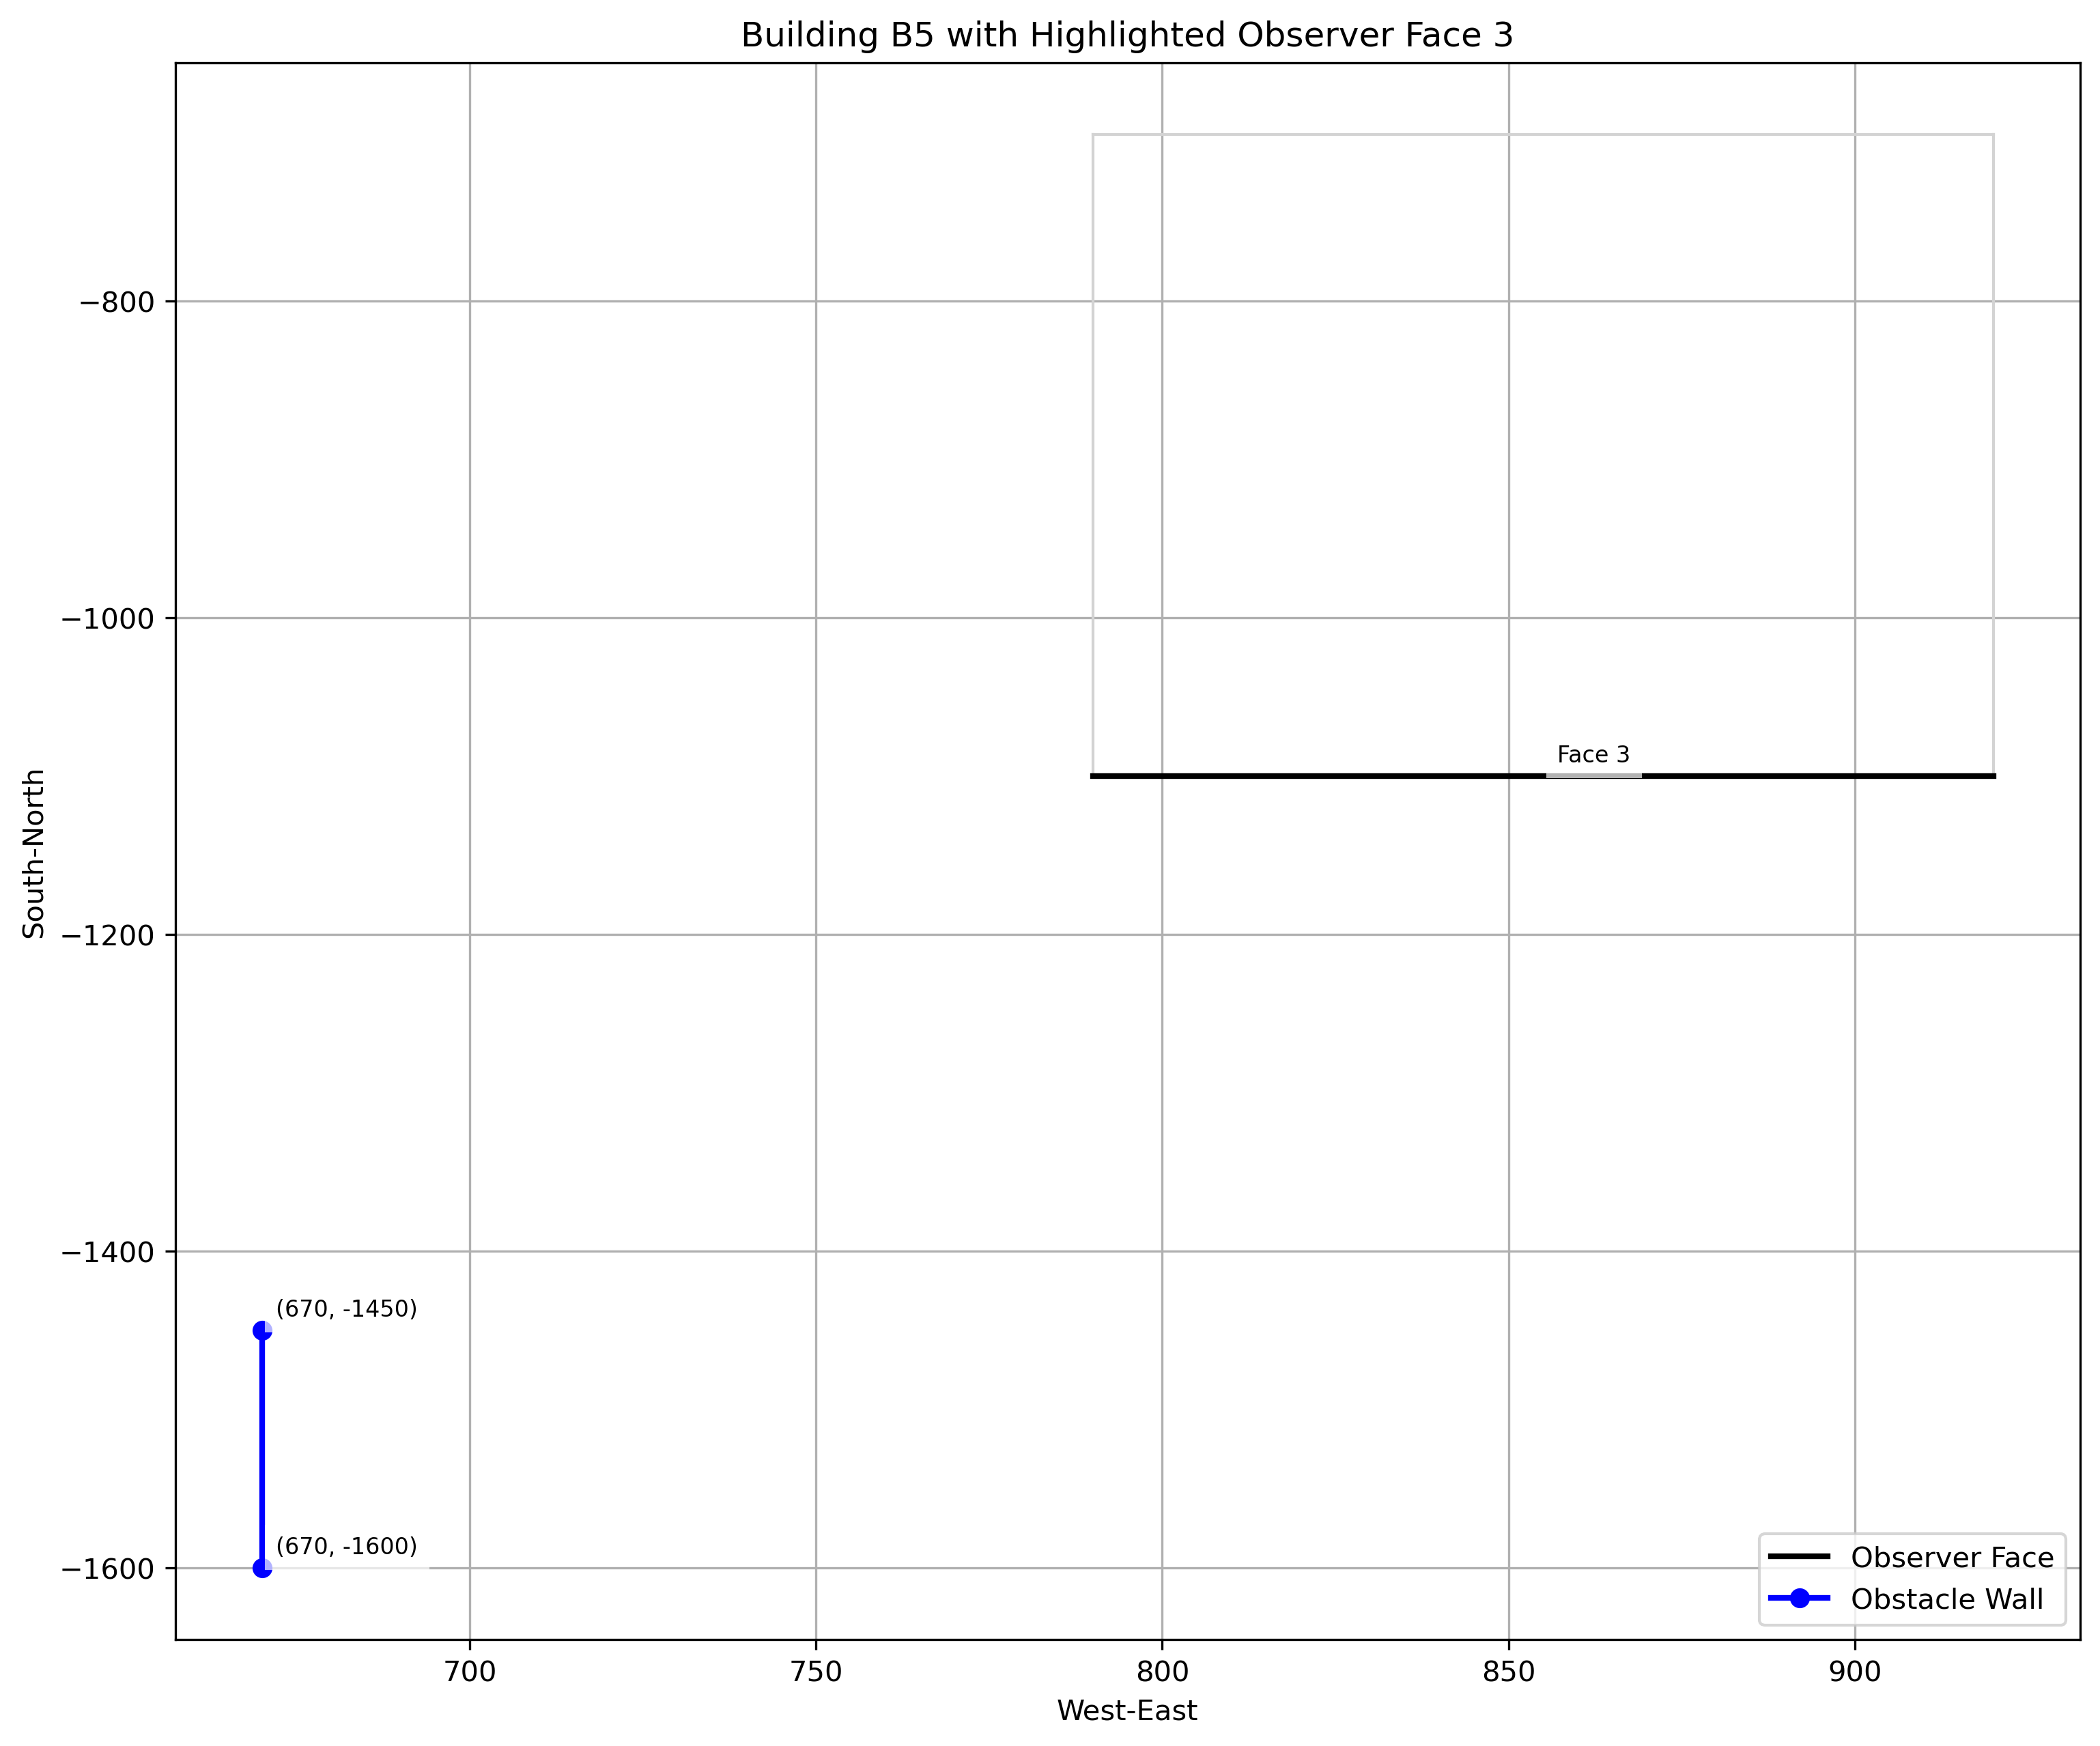 Building B5 with Highlighted Observer Face 3
South-North
−800
−1000
−1200
−1400
−1600
Face 3
(670, -1450)
(670, -1600)
Observer Face
Obstacle Wall
700
750
800
850
900
West-East